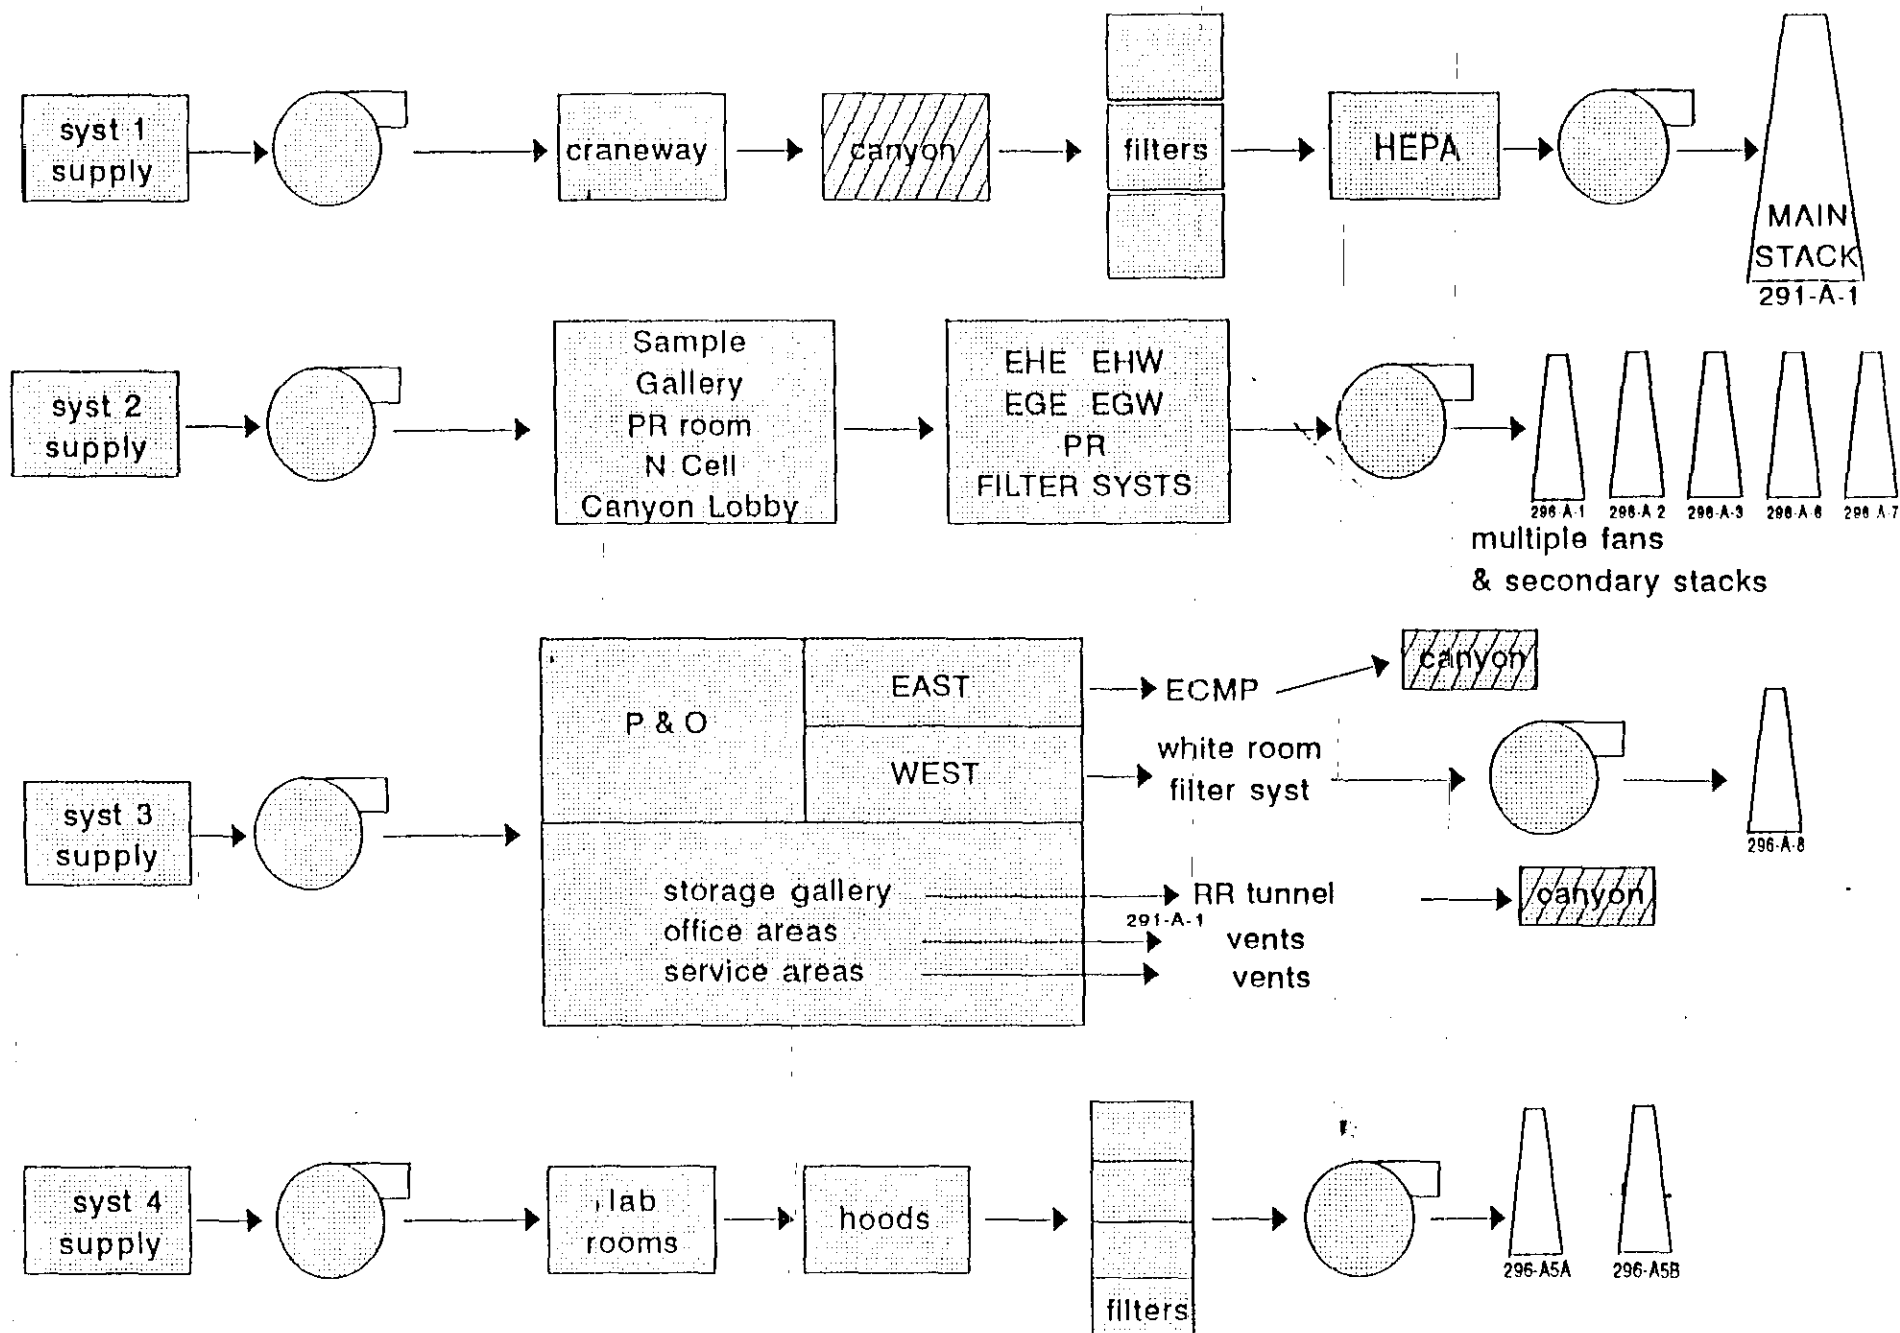 syst 1
supply
craneway
canyon
filters
HEPA
MAIN
STACK
291-A-1
syst 2
supply
Sample
Gallery
PR room
N Cell
Canyon Lobby
EHE EHW
EGE EGW
PR
FILTER SYSTS
296-A-1
296-A-2
296-A-3
296-A-6
296-A-7
multiple fans
& secondary stacks
syst 3
supply
P & O
EAST
WEST
ECMP
canyon
white room
filter syst
296-A-8
storage gallery
RR tunnel
canyon
291-A-1
office areas
vents
service areas
vents
syst 4
supply
lab
rooms
hoods
filters
296-A5A
296-A5B